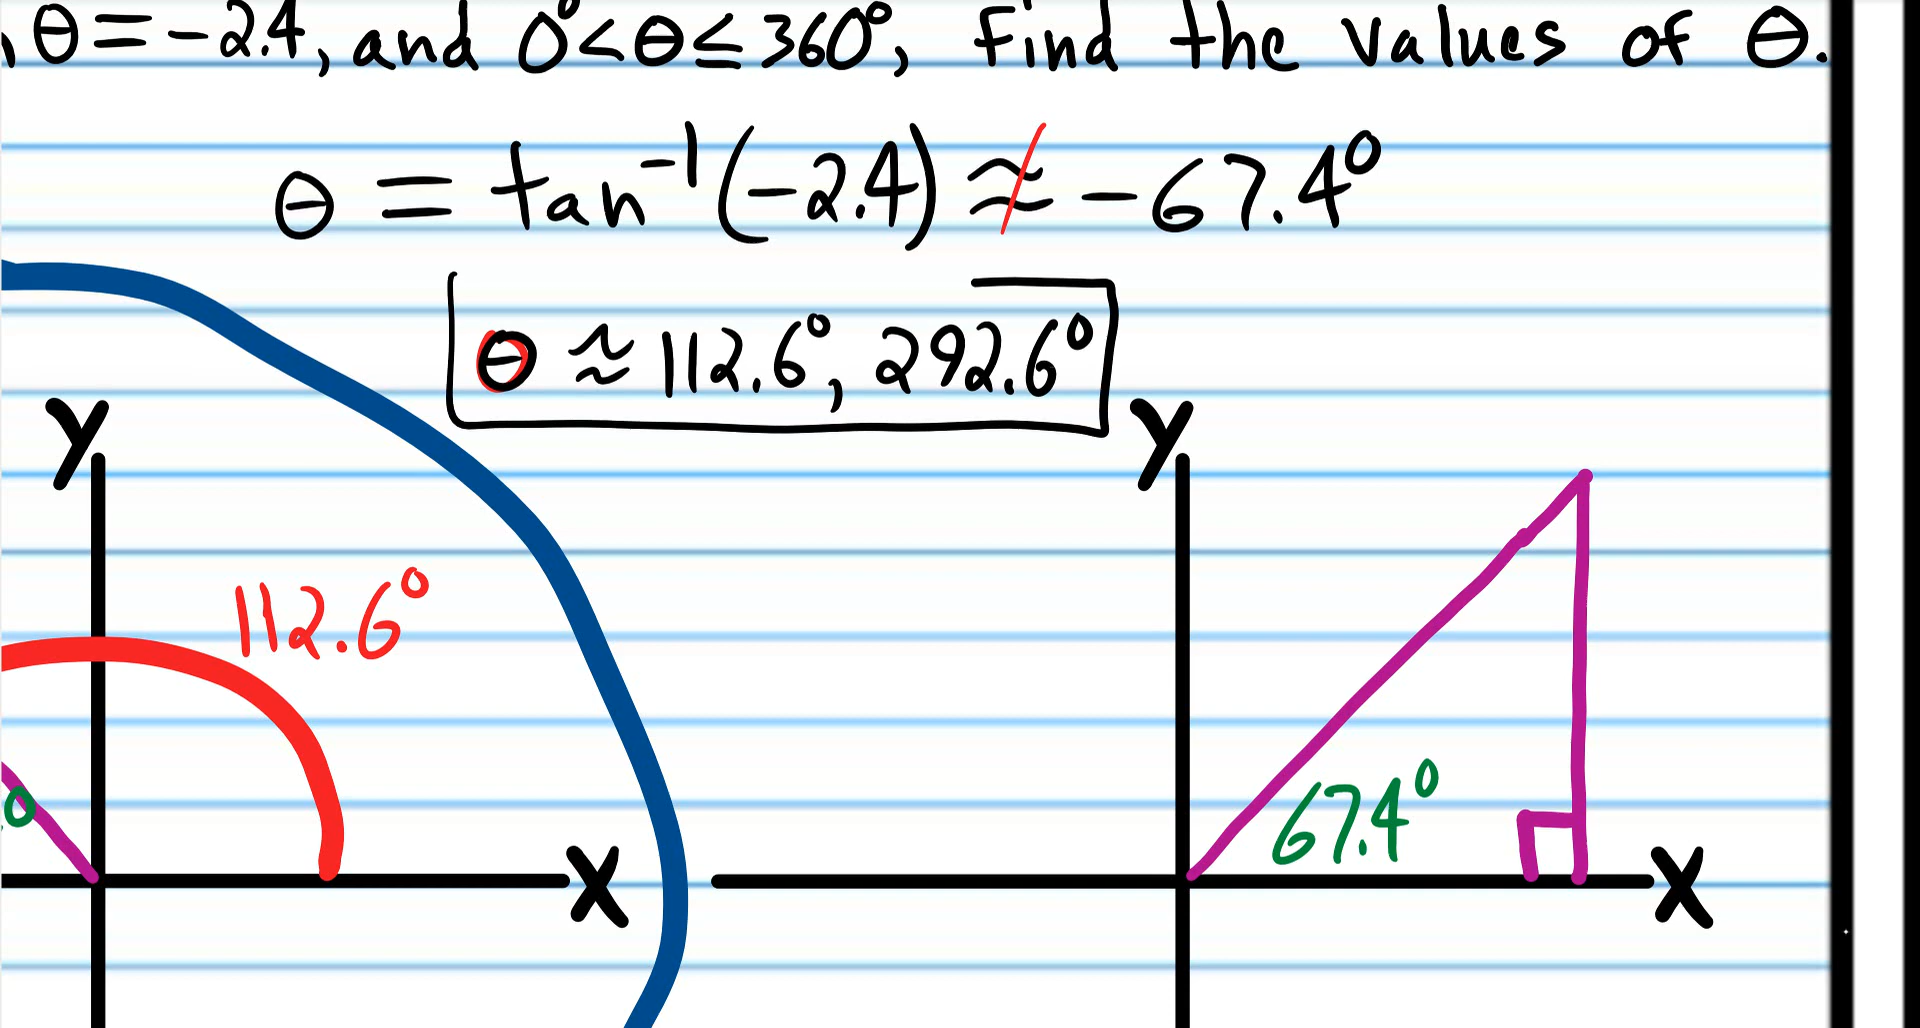 n θ = -2.4, and 0° < θ ≤ 360°, find the values of θ.
θ = tan⁻¹(-2.4) ≈ -67.4°
θ ≈ 112.6°, 292.6°
y
y
112.6°
67.4°
x
x